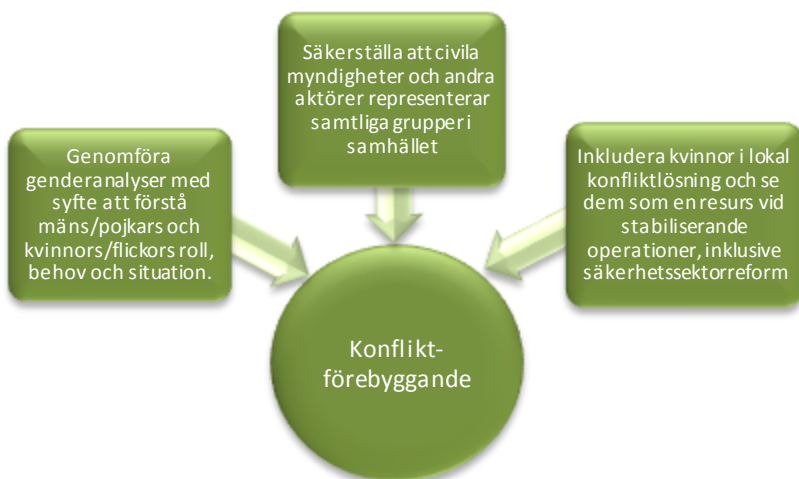 Säkerställa att civila
myndigheter och andra
aktörer representerar
samtliga grupper i
samhället
Genomföra
genderanalyser med
syfte att förstå
mäns/pojkars och
kvinnors/flickors roll,
behov och situation.
Inkludera kvinnor i lokal
konfliktlösning och se
dem som en resurs vid
stabiliserande
operationer, inklusive
säkerhetssektorreform
Konflikt-
förebyggande